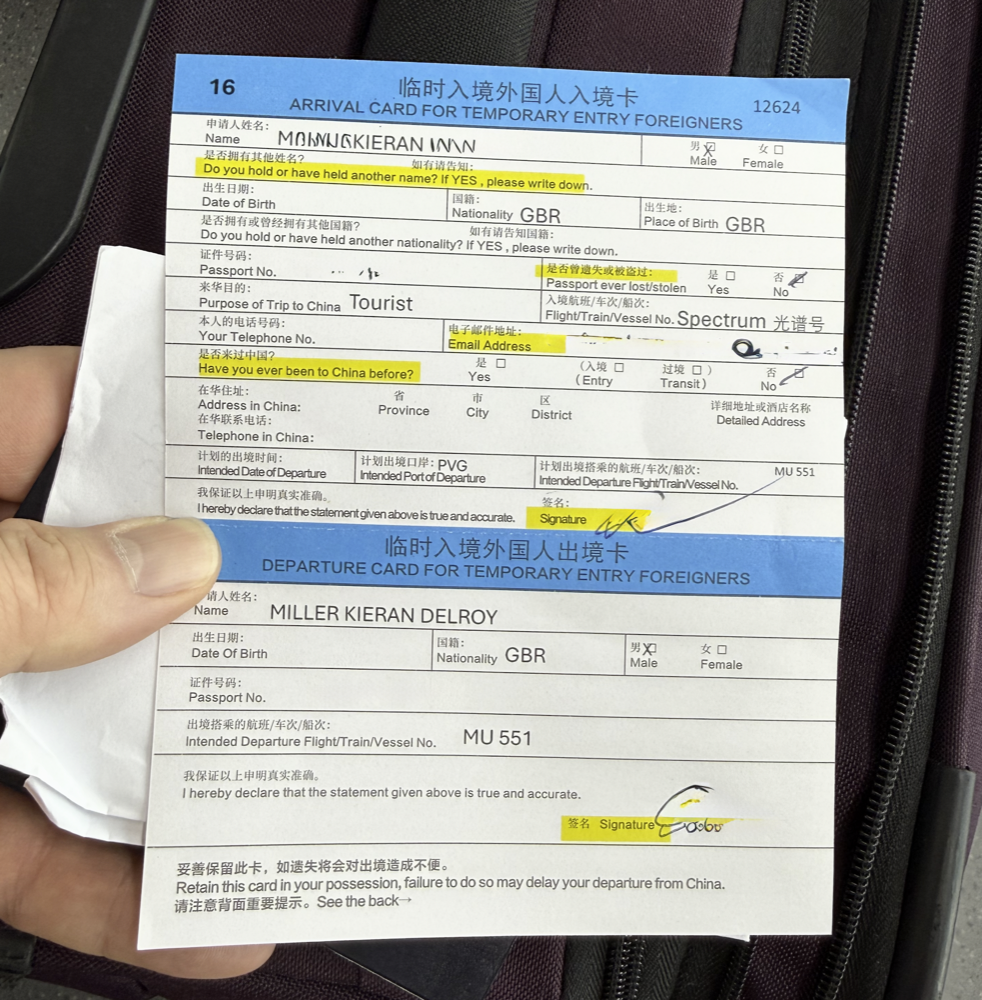 16 临时入境外国人入境卡 12624
ARRIVAL CARD FOR TEMPORARY ENTRY FOREIGNERS
申请人姓名:
Name KIERAN
男 女
Male Female
是否拥有其他姓名? 如有请告知:
Do you hold or have held another name? If YES , please write down.
出生日期: 国籍: 出生地:
Date of Birth Nationality GBR Place of Birth GBR
是否拥有或曾经拥有其他国籍? 如有请告知国籍:
Do you hold or have held another nationality? if YES , please write down.
证件号码: 是否曾遗失或被盗过: 是 否
Passport No. Passport ever lost/stolen Yes No
来华目的: 入境航班/车次/船次:
Purpose of Trip to China Tourist Flight/Train/Vessel No. Spectrum 光谱号
本人的电话号码: 电子邮件地址:
Your Telephone No. Email Address
是否来过中国? 是 (入境 过境 ) 否
Have you ever been to China before? Yes (Entry Transit) No
在华住址: 省 市 区 详细地址或酒店名称
Address in China: Province City District Detailed Address
在华联系电话:
Telephone in China:
计划的出境时间: 计划出境口岸: PVG 计划出境搭乘的航班/车次/船次: MU 551
Intended Date of Departure Intended Port of Departure Intended Departure Flight/Train/Vessel No.
我保证以上申明真实准确。 签名:
I hereby declare that the statement given above is true and accurate. Signature
临时入境外国人出境卡
DEPARTURE CARD FOR TEMPORARY ENTRY FOREIGNERS
请人姓名:
Name MILLER KIERAN DELROY
出生日期: 国籍: 男 女
Date Of Birth Nationality GBR Male Female
证件号码:
Passport No.
出境搭乘的航班/车次/船次:
Intended Departure Flight/Train/Vessel No. MU 551
我保证以上申明真实准确。
I hereby declare that the statement given above is true and accurate.
签名 Signature
妥善保留此卡，如遗失将会对出境造成不便。
Retain this card in your possession, failure to do so may delay your departure from China.
请注意背面重要提示。See the back→